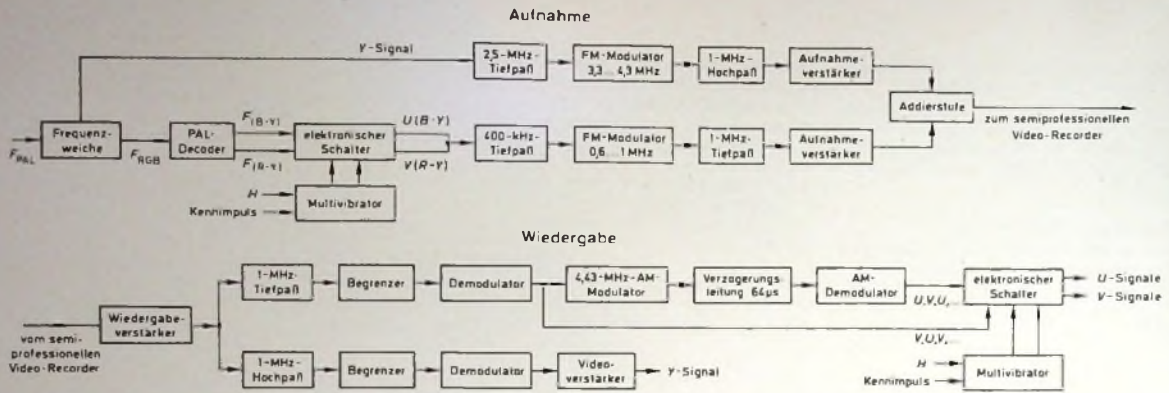 Aufnahme
Y-Signal
2,5-MHz-
Tiefpaß
FM-Modulator
3,3 ... 4,3 MHz
1-MHz-
Hochpaß
Aufnahme-
verstärker
Addierstufe
zum semiprofessionellen
Video-Recorder
F PAL
Frequenz-
weiche
F RGB
PAL-
Decoder
F (B-Y)
F (R-Y)
elektronischer
Schalter
U (B-Y)
V (R-Y)
400-kHz-
Tiefpaß
FM-Modulator
0,6 ... 1 MHz
1-MHz-
Tiefpaß
Aufnahme-
verstärker
H
Kennimpuls
Multivibrator
Wiedergabe
vom semi-
professionellen
Video-Recorder
Wiedergabe-
verstärker
1-MHz-
Tiefpaß
Begrenzer
Demodulator
4,43-MHz-AM-
Modulator
Verzögerungs-
leitung 64µs
AM-
Demodulator
U,V,U,...
V,U,V,...
elektronischer
Schalter
U-Signale
V-Signale
1-MHz-
Hochpaß
Begrenzer
Demodulator
Video-
verstärker
Y-Signal
H
Kennimpuls
Multivibrator